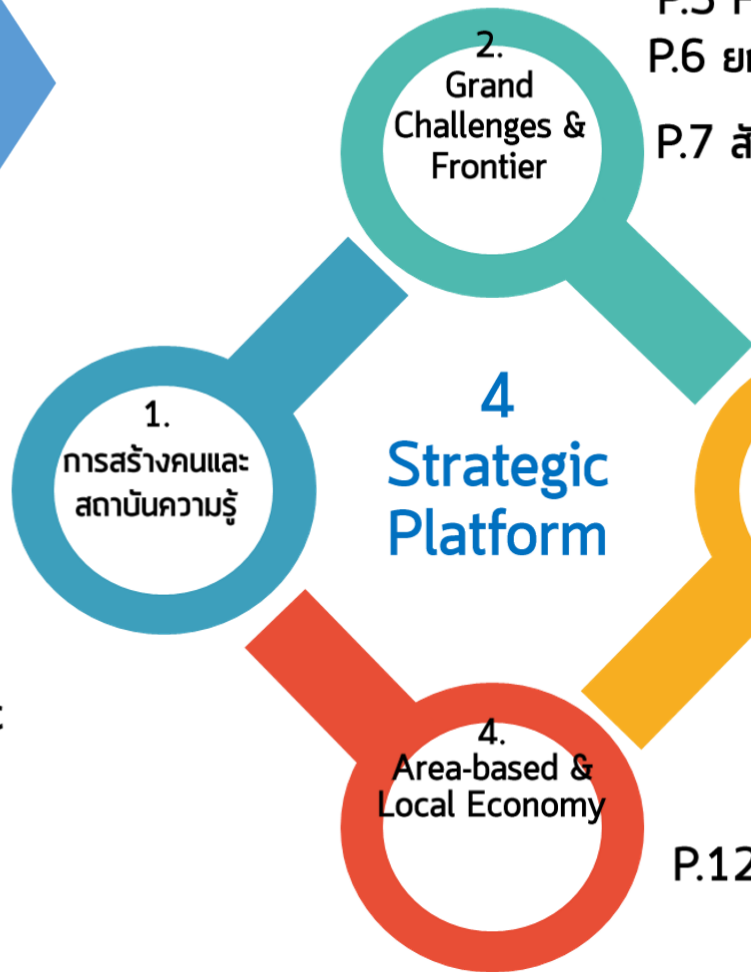 2.
Grand
Challenges &
Frontier
P.6
P.7
1.
การสร้างคนและ
สถาบันความรู้
4
Strategic
Platform
4.
Area-based &
Local Economy
P.12